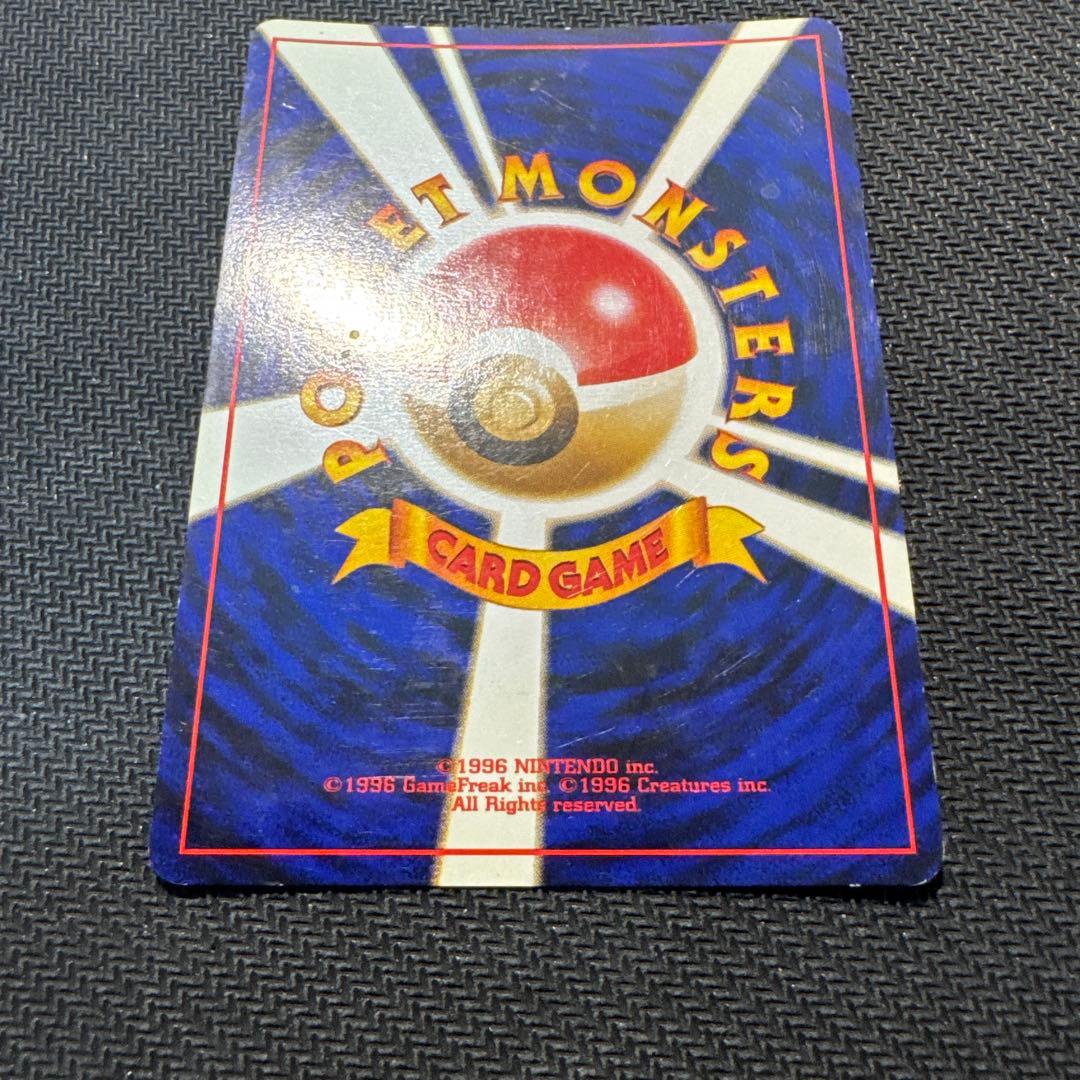 MONSTERS
CARD GAME
©1996 NINTENDO inc.
©1996 GameFreak inc. ©1996 Creatures inc.
All Rights reserved.